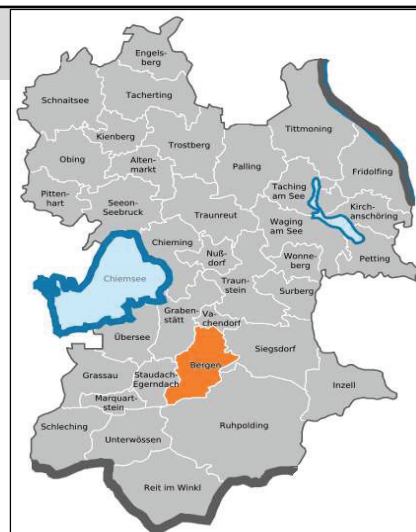 Engels-
berg
Schnaitsee
Tacherting
Kienberg
Trostberg
Tittmoning
Obing
Alten-
markt
Palling
Fridolfing
Pitten-
hart
Seeon-
Seebruck
Taching
am See
Kirch-
anschöring
Traunreut
Waging
am See
Chieming
Nuß-
dorf
Wonne-
berg
Petting
Chiemsee
Traun-
stein
Surberg
Graben-
stätt
Va-
chendorf
Übersee
Siegsdorf
Bergen
Grassau
Staudach-
Egerndach
Inzell
Marquart-
stein
Schleching
Ruhpolding
Unterwössen
Reit im Winkl